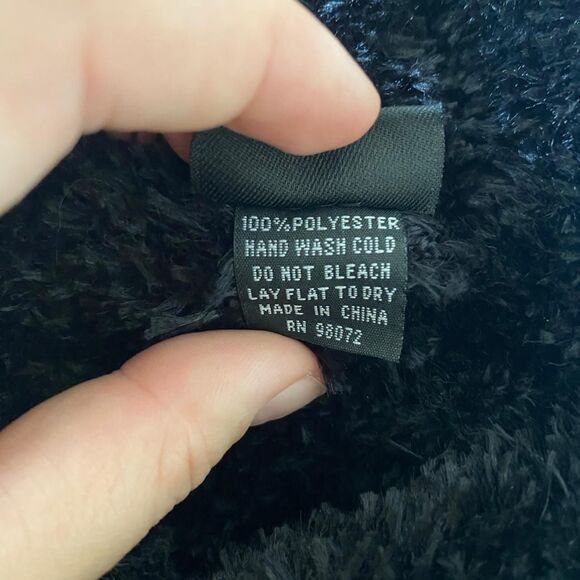 100% POLYESTER
HAND WASH COLD
DO NOT BLEACH
LAY FLAT TO DRY
MADE IN CHINA
RN 98072